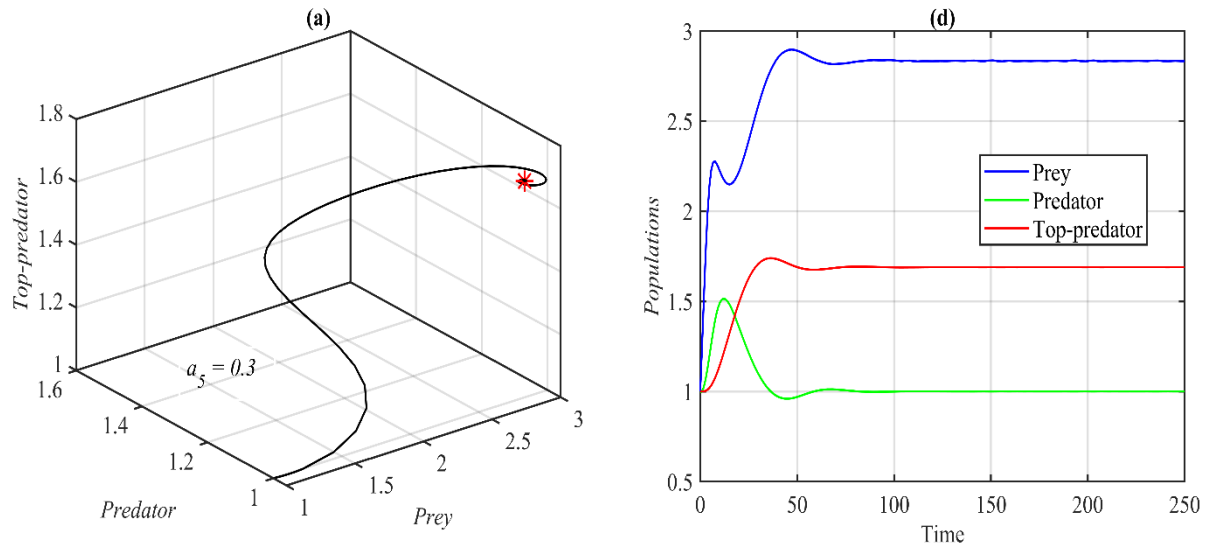 (a)
1.8
1.6
1.4
1.2
1
Top-predator
1.6
1.4
1.2
1
Predator
1
1.5
2
2.5
3
Prey
a5 = 0.3
(d)
3
2.5
2
1.5
1
0.5
Populations
Prey
Predator
Top-predator
0
50
100
150
200
250
Time